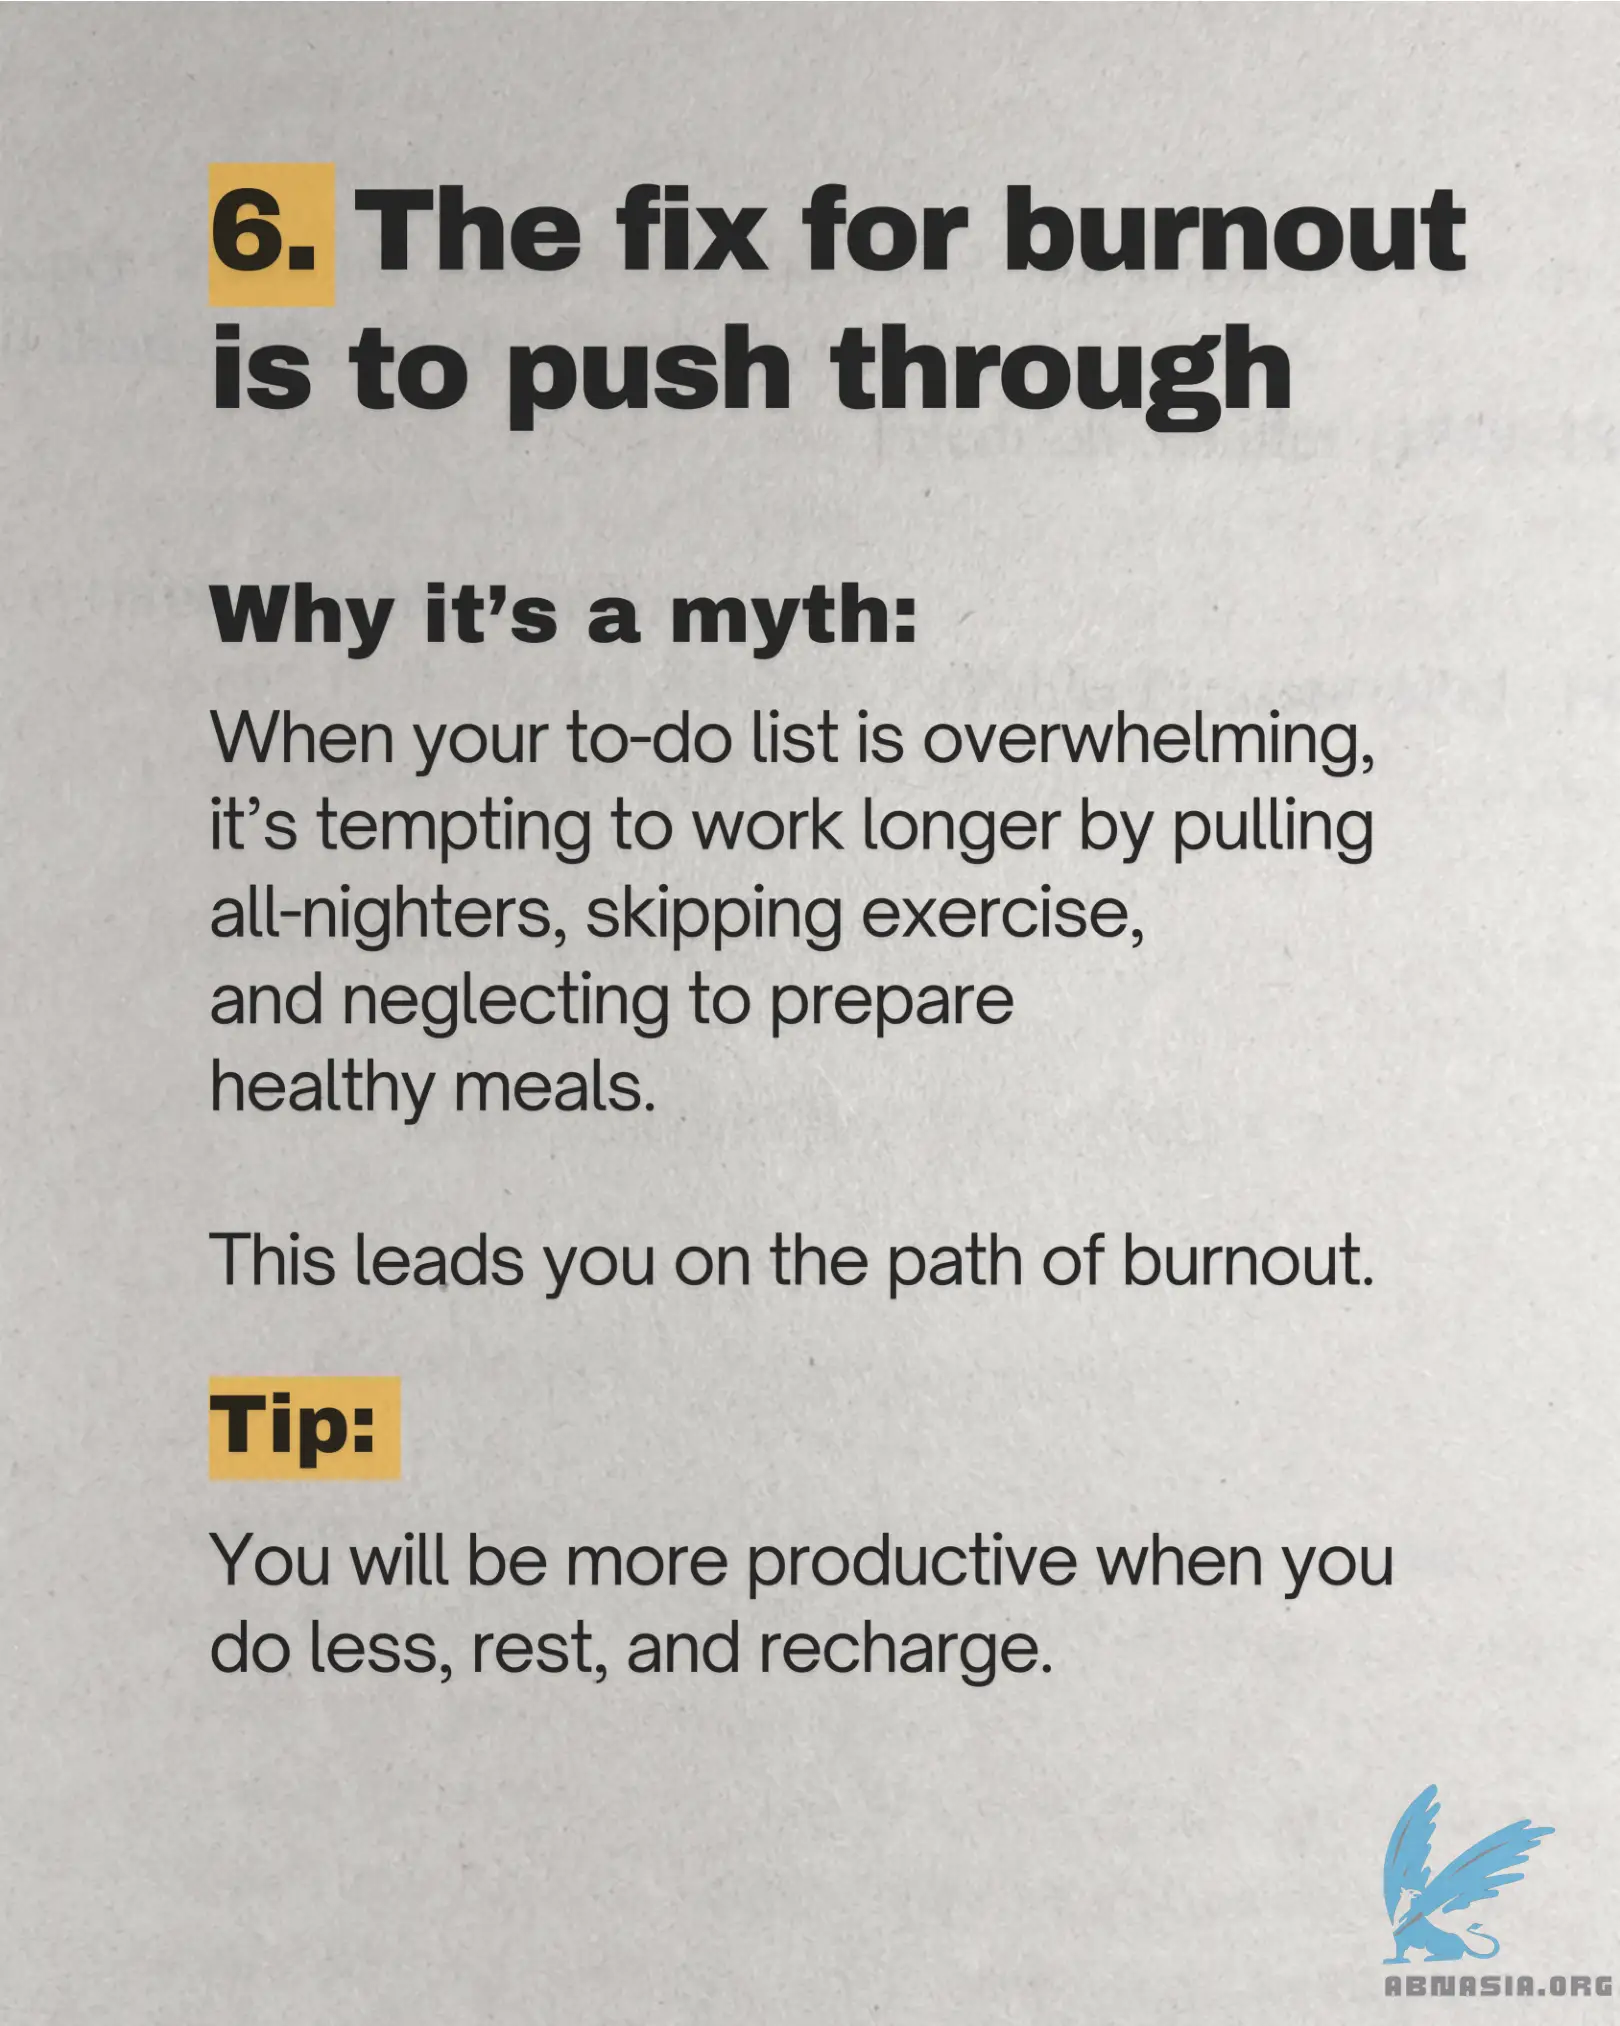 6. The fix for burnout
is to push through
Why it’s a myth:
When your to-do list is overwhelming,
it’s tempting to work longer by pulling
all-nighters, skipping exercise,
and neglecting to prepare
healthy meals.
This leads you on the path of burnout.
Tip:
You will be more productive when you
do less, rest, and recharge.
ABNASIA.ORG